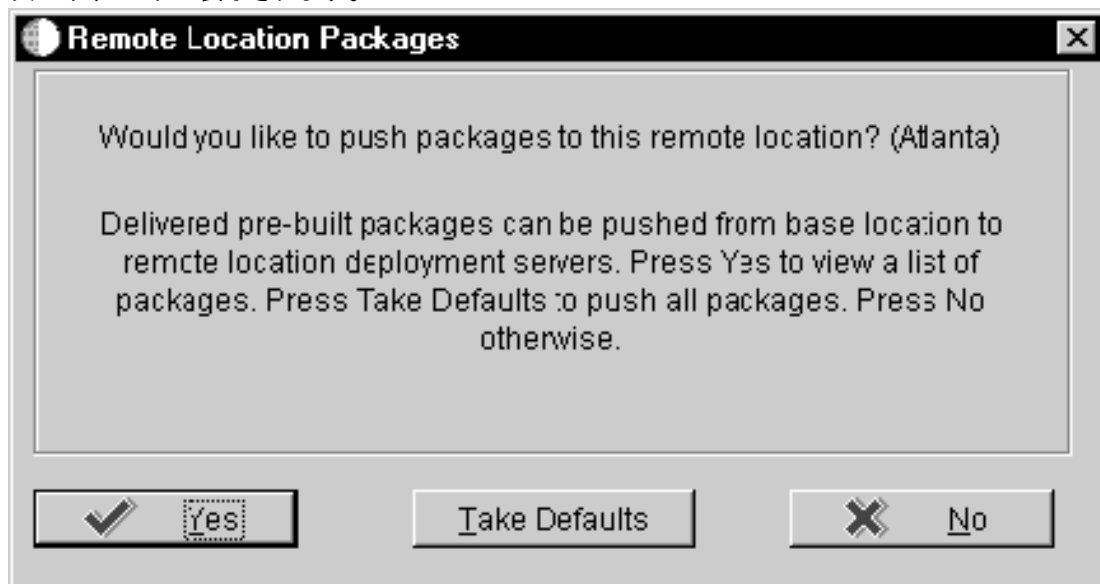 Remote Location Packages
Would you like to push packages to this remote location? (Atlanta)
Delivered pre-built packages can be pushed from base location to
remote location deployment servers. Press Yes to view a list of
packages. Press Take Defaults to push all packages. Press No
otherwise.
Yes
Take Defaults
No